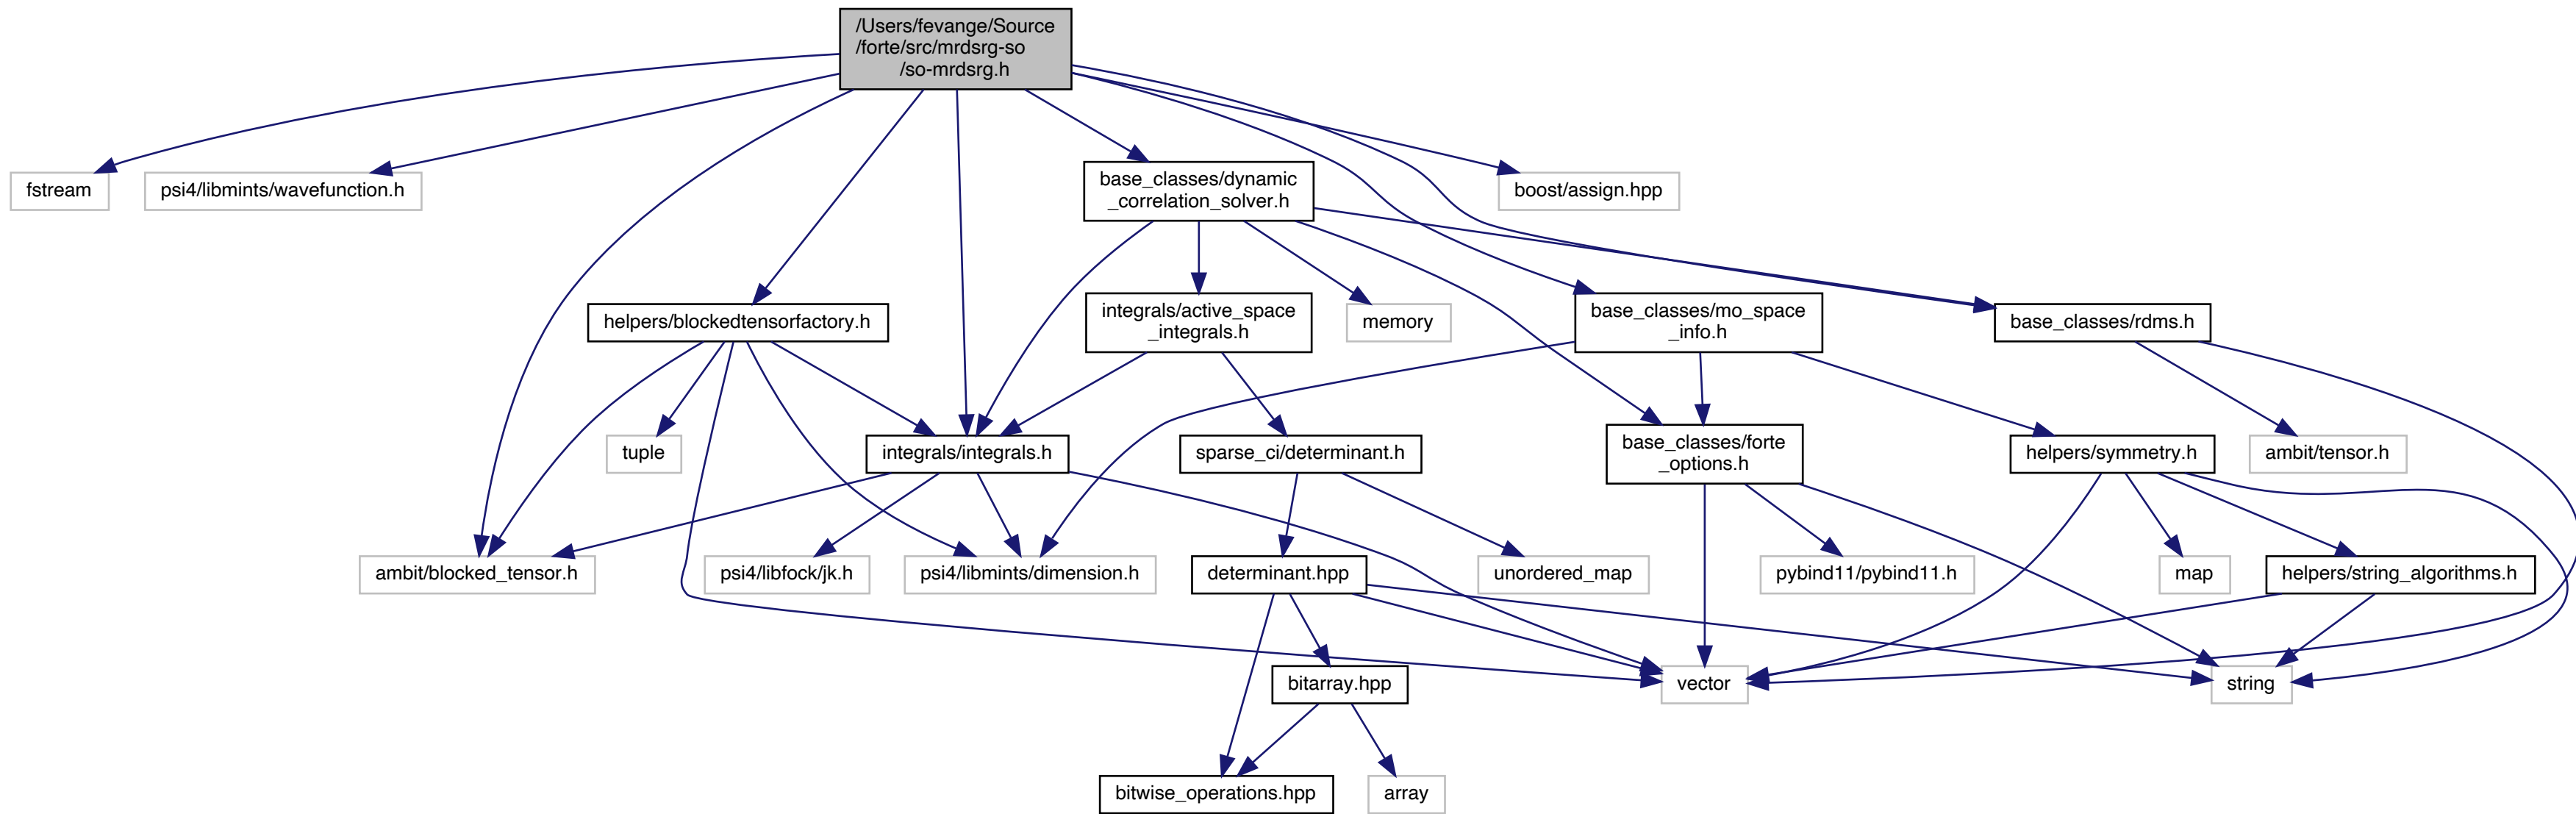 /Users/fevange/Source
/forte/src/mrdsrg-so
/so-mrdsrg.h
fstream
psi4/libmints/wavefunction.h
base_classes/dynamic
_correlation_solver.h
boost/assign.hpp
helpers/blockedtensorfactory.h
integrals/active_space
_integrals.h
memory
base_classes/mo_space
_info.h
base_classes/rdms.h
tuple
integrals/integrals.h
sparse_ci/determinant.h
base_classes/forte
_options.h
helpers/symmetry.h
ambit/tensor.h
ambit/blocked_tensor.h
psi4/libfock/jk.h
psi4/libmints/dimension.h
determinant.hpp
unordered_map
pybind11/pybind11.h
map
helpers/string_algorithms.h
bitarray.hpp
vector
string
bitwise_operations.hpp
array